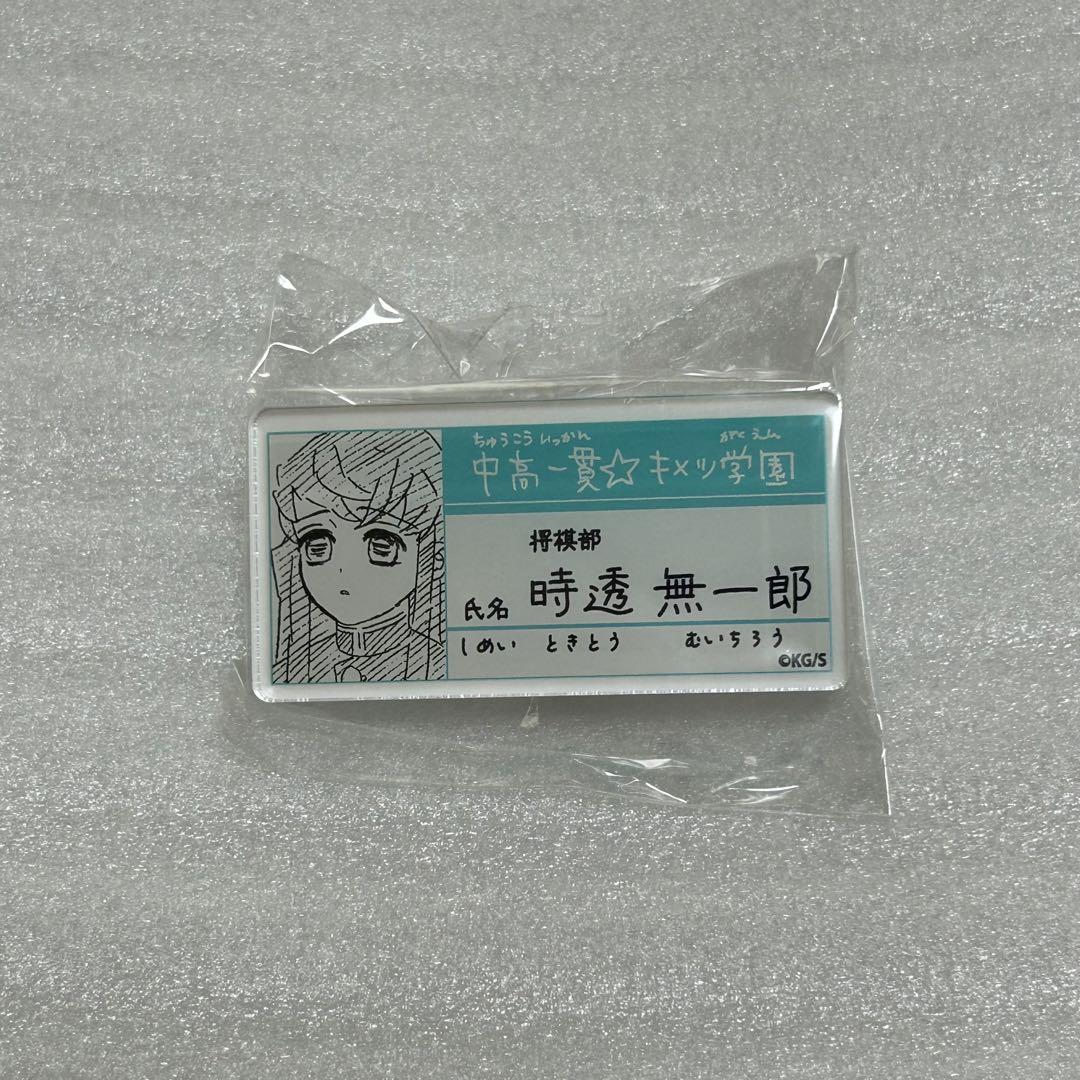 ちゅうこう いっかん がくえん
中高一貫☆キメツ学園
将棋部
氏名 時透 無一郎
しめい ときとう むいちろう
©KG/S